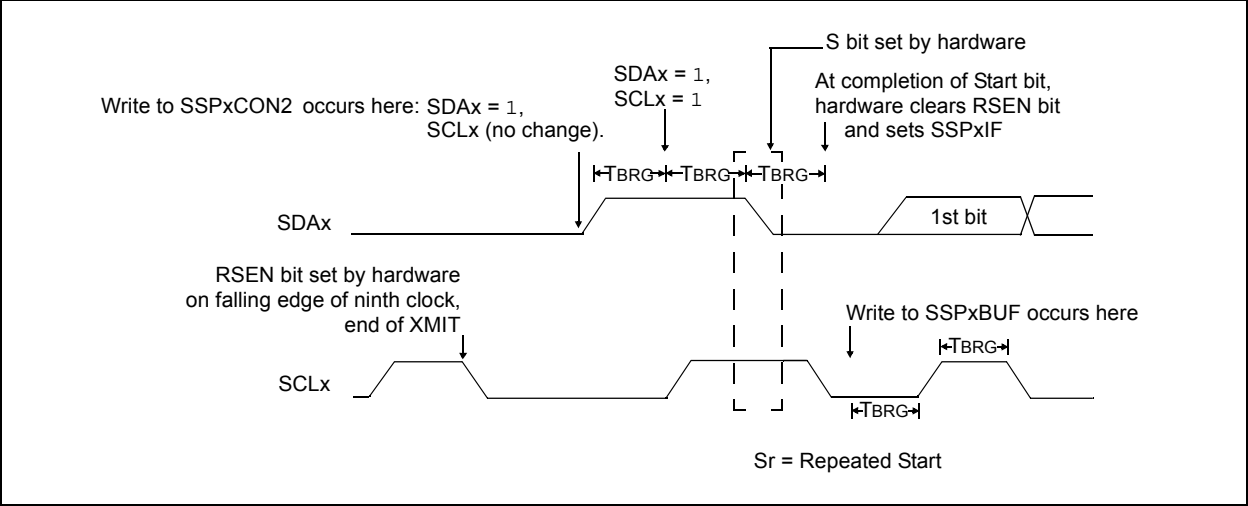 S bit set by hardware
SDAx = 1,
SCLx = 1
At completion of Start bit,
hardware clears RSEN bit
and sets SSPxIF
Write to SSPxCON2 occurs here: SDAx = 1,
SCLx (no change).
TBRG TBRG TBRG
SDAx
1st bit
RSEN bit set by hardware
on falling edge of ninth clock,
end of XMIT
Write to SSPxBUF occurs here
TBRG
SCLx
TBRG
Sr = Repeated Start